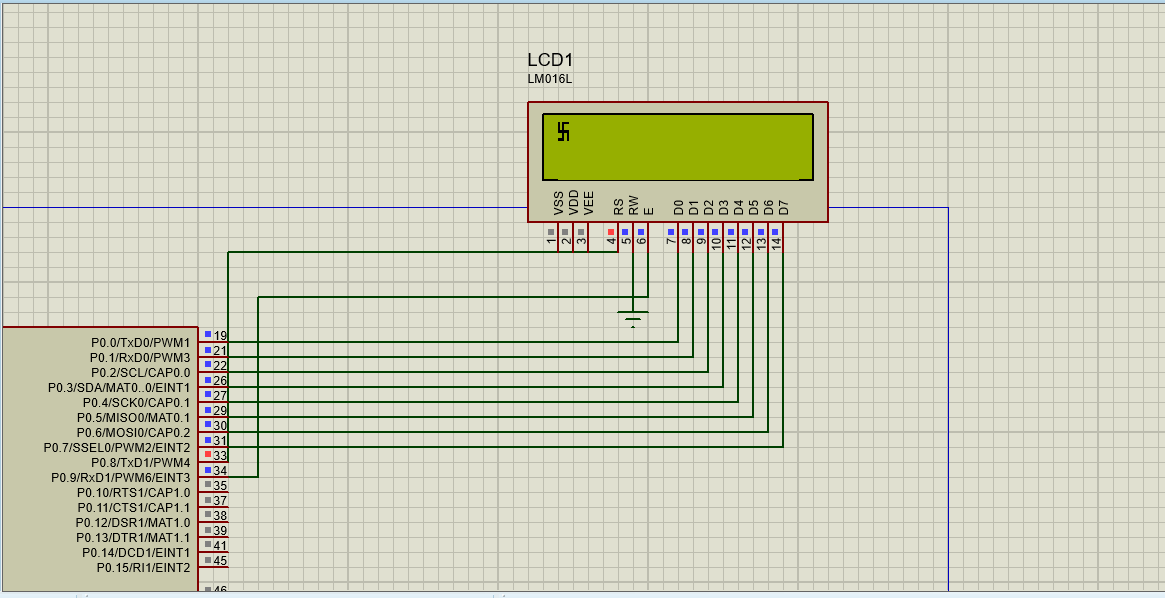 LCD1
LM016L
卐
VSS
VDD
VEE
RS
RW
E
D0
D1
D2
D3
D4
D5
D6
D7
1
2
3
4
5
6
7
8
9
10
11
12
13
14
P0.0/TxD0/PWM1 19
P0.1/RxD0/PWM3 21
P0.2/SCL/CAP0.0 22
P0.3/SDA/MAT0..0/EINT1 26
P0.4/SCK0/CAP0.1 27
P0.5/MISO0/MAT0.1 29
P0.6/MOSI0/CAP0.2 30
P0.7/SSEL0/PWM2/EINT2 31
P0.8/TxD1/PWM4 33
P0.9/RxD1/PWM6/EINT3 34
P0.10/RTS1/CAP1.0 35
P0.11/CTS1/CAP1.1 37
P0.12/DSR1/MAT1.0 38
P0.13/DTR1/MAT1.1 39
P0.14/DCD1/EINT1 41
P0.15/RI1/EINT2 45
46